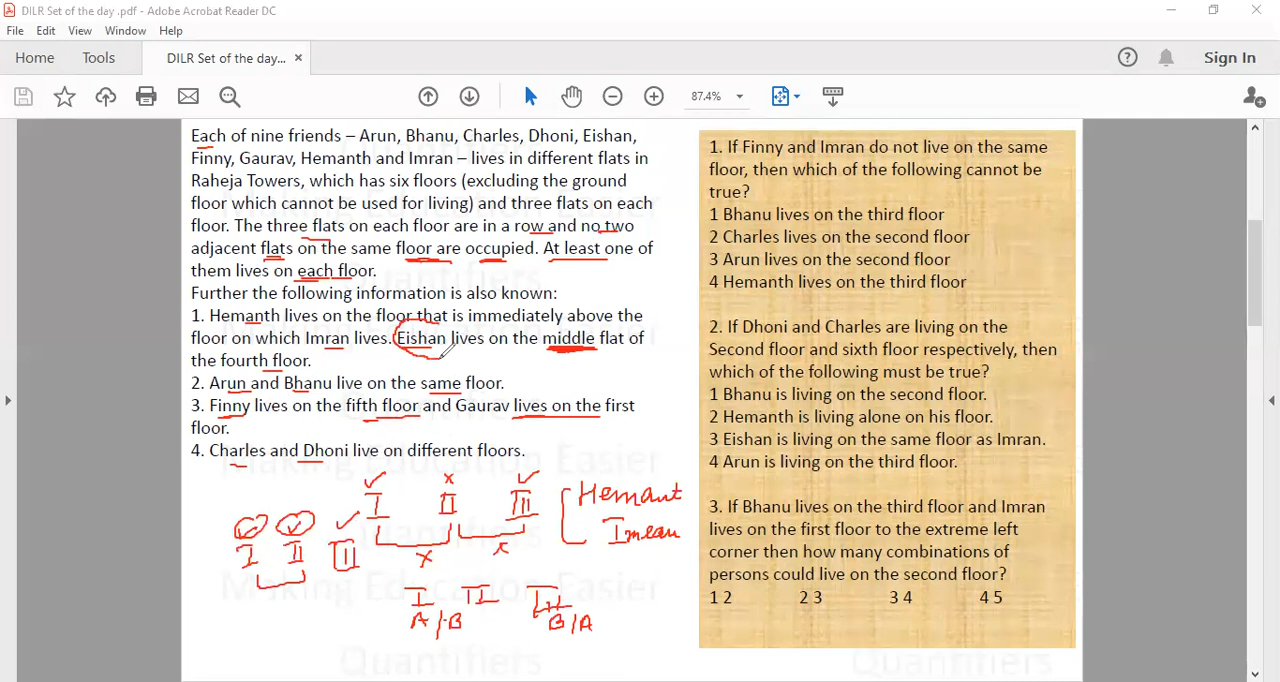 DILR Set of the day .pdf - Adobe Acrobat Reader DC
File Edit View Window Help
Home Tools DILR Set of the day... × Sign In
87.4%
Each of nine friends – Arun, Bhanu, Charles, Dhoni, Eishan,
Finny, Gaurav, Hemanth and Imran – lives in different flats in
Raheja Towers, which has six floors (excluding the ground
floor which cannot be used for living) and three flats on each
floor. The three flats on each floor are in a row and no two
adjacent flats on the same floor are occupied. At least one of
them lives on each floor.
Further the following information is also known:
1. Hemanth lives on the floor that is immediately above the
floor on which Imran lives. Eishan lives on the middle flat of
the fourth floor.
2. Arun and Bhanu live on the same floor.
3. Finny lives on the fifth floor and Gaurav lives on the first
floor.
4. Charles and Dhoni live on different floors.
I II III
Hemant
I II III
I II III
A/B B/A
1. If Finny and Imran do not live on the same
floor, then which of the following cannot be
true?
1 Bhanu lives on the third floor
2 Charles lives on the second floor
3 Arun lives on the second floor
4 Hemanth lives on the third floor
2. If Dhoni and Charles are living on the
Second floor and sixth floor respectively, then
which of the following must be true?
1 Bhanu is living on the second floor.
2 Hemanth is living alone on his floor.
3 Eishan is living on the same floor as Imran.
4 Arun is living on the third floor.
3. If Bhanu lives on the third floor and Imran
lives on the first floor to the extreme left
corner then how many combinations of
persons could live on the second floor?
1 2 2 3 3 4 4 5